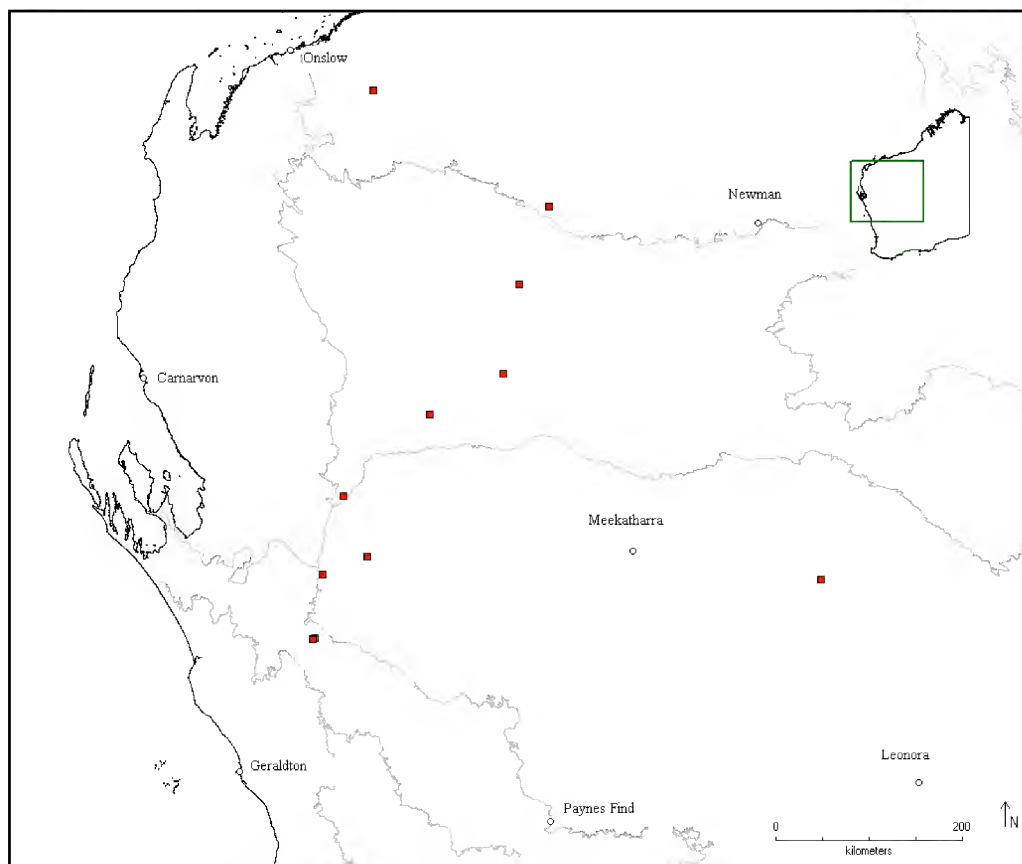 Onslow
Newman
Carnarvon
Meekatharra
Leonora
Geraldton
Paynes Find
0 200
kilometers
N